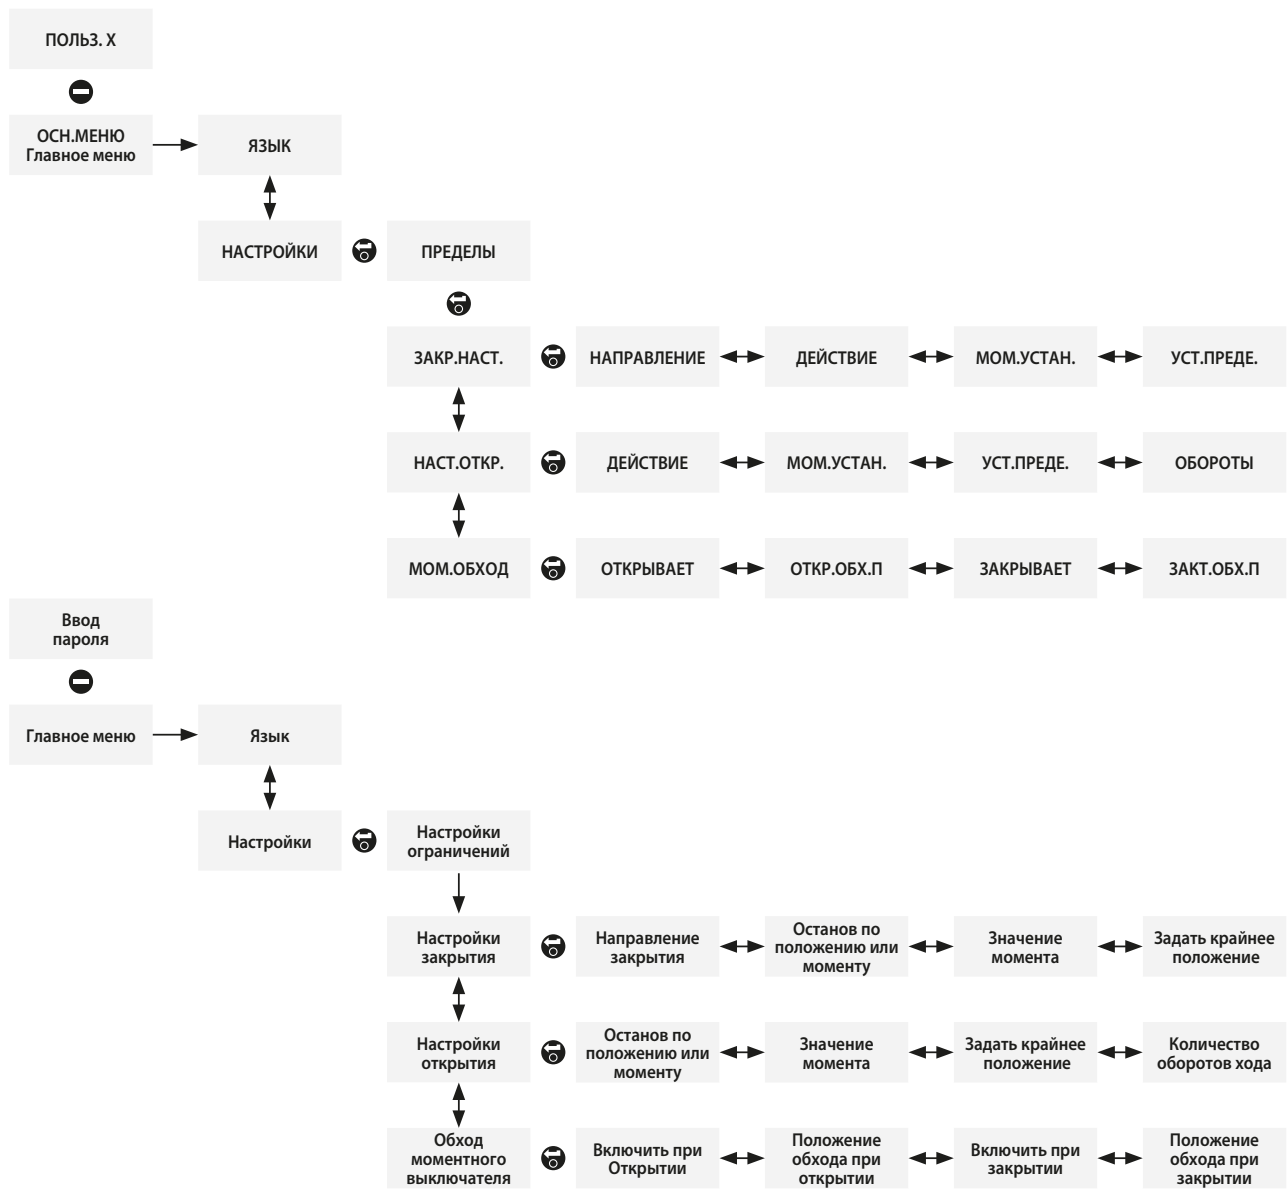 ПОЛЬЗ. X
ОСН.МЕНЮ
Главное меню
ЯЗЫК
НАСТРОЙКИ
ПРЕДЕЛЫ
ЗАКР.НАСТ.
НАПРАВЛЕНИЕ
ДЕЙСТВИЕ
МОМ.УСТАН.
УСТ.ПРЕДЕ.
НАСТ.ОТКР.
ДЕЙСТВИЕ
МОМ.УСТАН.
УСТ.ПРЕДЕ.
ОБОРОТЫ
МОМ.ОБХОД
ОТКРЫВАЕТ
ОТКР.ОБХ.П
ЗАКРЫВАЕТ
ЗАКТ.ОБХ.П
Ввод
пароля
Главное меню
Язык
Настройки
Настройки
ограничений
Настройки
закрытия
Направление
закрытия
Останов по
положению или
моменту
Значение
момента
Задать крайнее
положение
Настройки
открытия
Останов по
положению или
моменту
Значение
момента
Задать крайнее
положение
Количество
оборотов хода
Обход
моментного
выключателя
Включить при
Открытии
Положение
обхода при
открытии
Включить при
закрытии
Положение
обхода при
закрытии